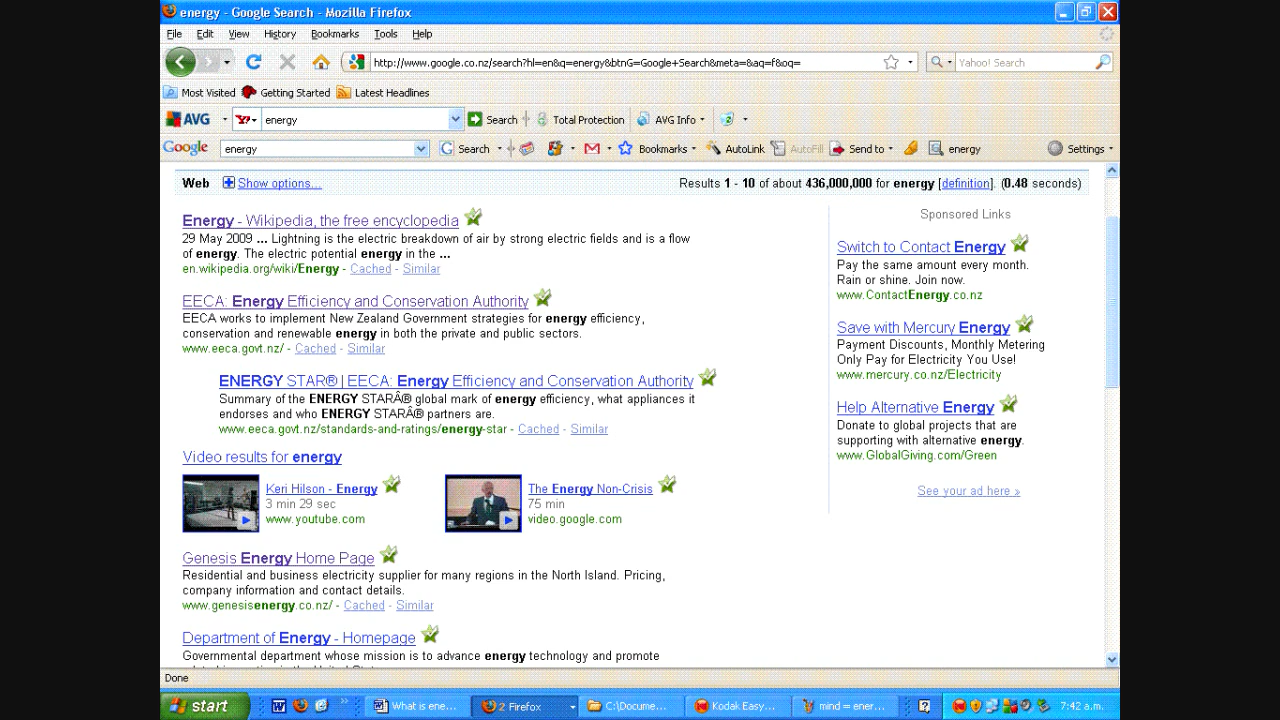 energy - Google Search - Mozilla Firefox
File Edit View History Bookmarks Tools Help
http://www.google.co.nz/search?hl=en&q=energy&btnG=Google+Search&meta=&aq=f&oq=
Yahoo! Search
Most Visited Getting Started Latest Headlines
AVG Y! energy Search Total Protection AVG Info
Google energy G Search Bookmarks AutoLink AutoFill Send to energy Settings
Web Show options... Results 1 - 10 of about 436,000,000 for energy [definition]. (0.48 seconds)
Energy - Wikipedia, the free encyclopedia
29 May 2009 ... Lightning is the electric breakdown of air by strong electric fields and is a flow
of energy. The electric potential energy in the ...
en.wikipedia.org/wiki/Energy - Cached - Similar
EECA: Energy Efficiency and Conservation Authority
EECA works to implement New Zealand Government strategies for energy efficiency,
conservation and renewable energy in both the private and public sectors.
www.eeca.govt.nz/ - Cached - Similar
ENERGY STAR® | EECA: Energy Efficiency and Conservation Authority
Summary of the ENERGY STARÂ® global mark of energy efficiency, what appliances it
endorses and who ENERGY STARÂ® partners are.
www.eeca.govt.nz/standards-and-ratings/energy-star - Cached - Similar
Video results for energy
Keri Hilson - Energy
3 min 29 sec
www.youtube.com
The Energy Non-Crisis
75 min
video.google.com
Genesis Energy Home Page
Residential and business electricity supplier for many regions in the North Island. Pricing,
company information and contact details.
www.genesisenergy.co.nz/ - Cached - Similar
Department of Energy - Homepage
Governmental department whose mission is to advance energy technology and promote
Sponsored Links
Switch to Contact Energy
Pay the same amount every month.
Rain or shine. Join now.
www.ContactEnergy.co.nz
Save with Mercury Energy
Payment Discounts, Monthly Metering
Only Pay for Electricity You Use!
www.mercury.co.nz/Electricity
Help Alternative Energy
Donate to global projects that are
supporting with alternative energy.
www.GlobalGiving.com/Green
See your ad here »
Done
start What is ene... 2 Firefox C:\Docume... Kodak Easy... mind = ener... 7:42 a.m.